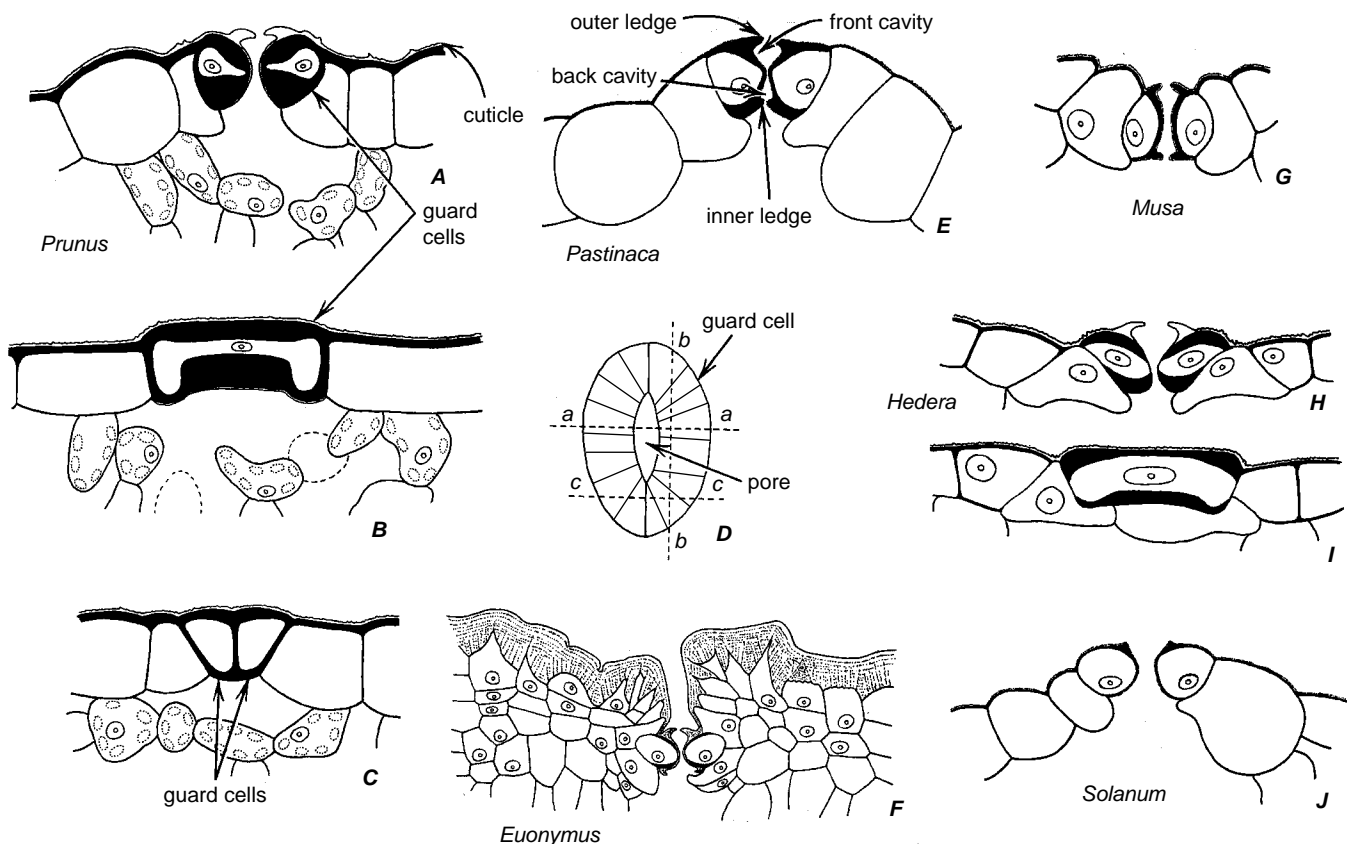 outer ledge
front cavity
back cavity
cuticle
A
guard
cells
Prunus
inner ledge
E
Pastinaca
G
Musa
guard cell
b
a
a
pore
c
c
b
D
B
Hedera
H
I
C
guard cells
F
Euonymus
Solanum
J